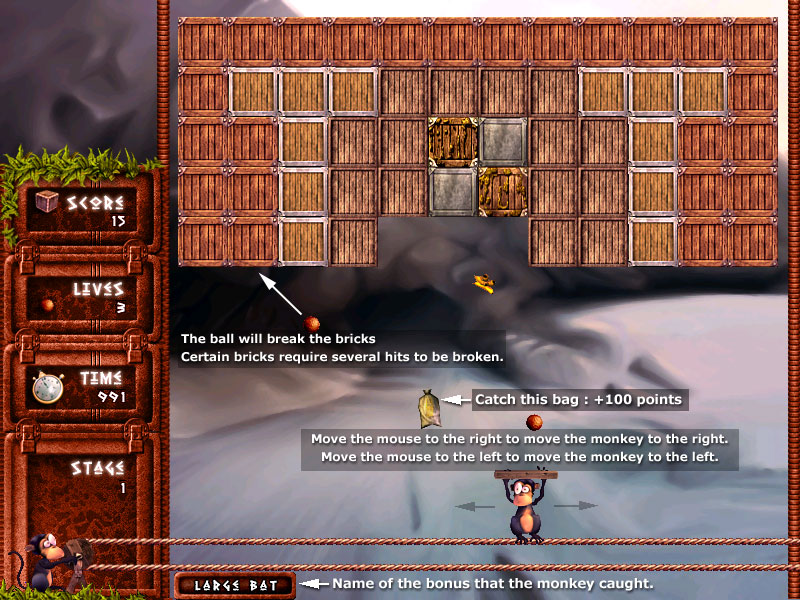 SCORE
15
LIVES
3
The ball will break the bricks
Certain bricks require several hits to be broken.
TIME
991
Catch this bag : +100 points
Move the mouse to the right to move the monkey to the right.
Move the mouse to the left to move the monkey to the left.
STAGE
1
LARGE BAT
Name of the bonus that the monkey caught.